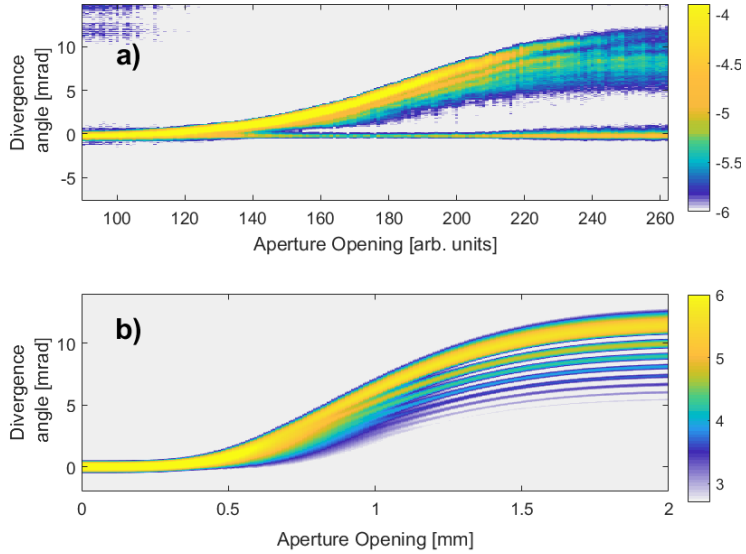 a)
Divergence
angle [mrad]
10
5
0
-5
100 120 140 160 180 200 220 240 260
Aperture Opening [arb. units]
-4
-4.5
-5
-5.5
-6
b)
Divergence
angle [mrad]
10
5
0
0 0.5 1 1.5 2
Aperture Opening [mm]
6
5
4
3